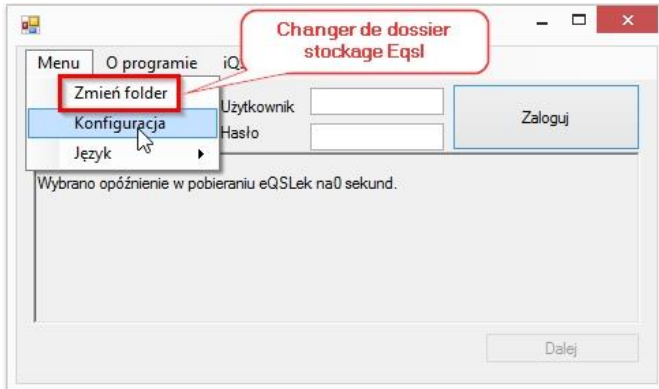 Changer de dossier
stockage Eqsl
Menu O programie
Zmień folder
Konfiguracja
Język
Użytkownik
Hasło
Zaloguj
Wybrano opóźnienie w pobieraniu eQSLek na0 sekund.
Dalej